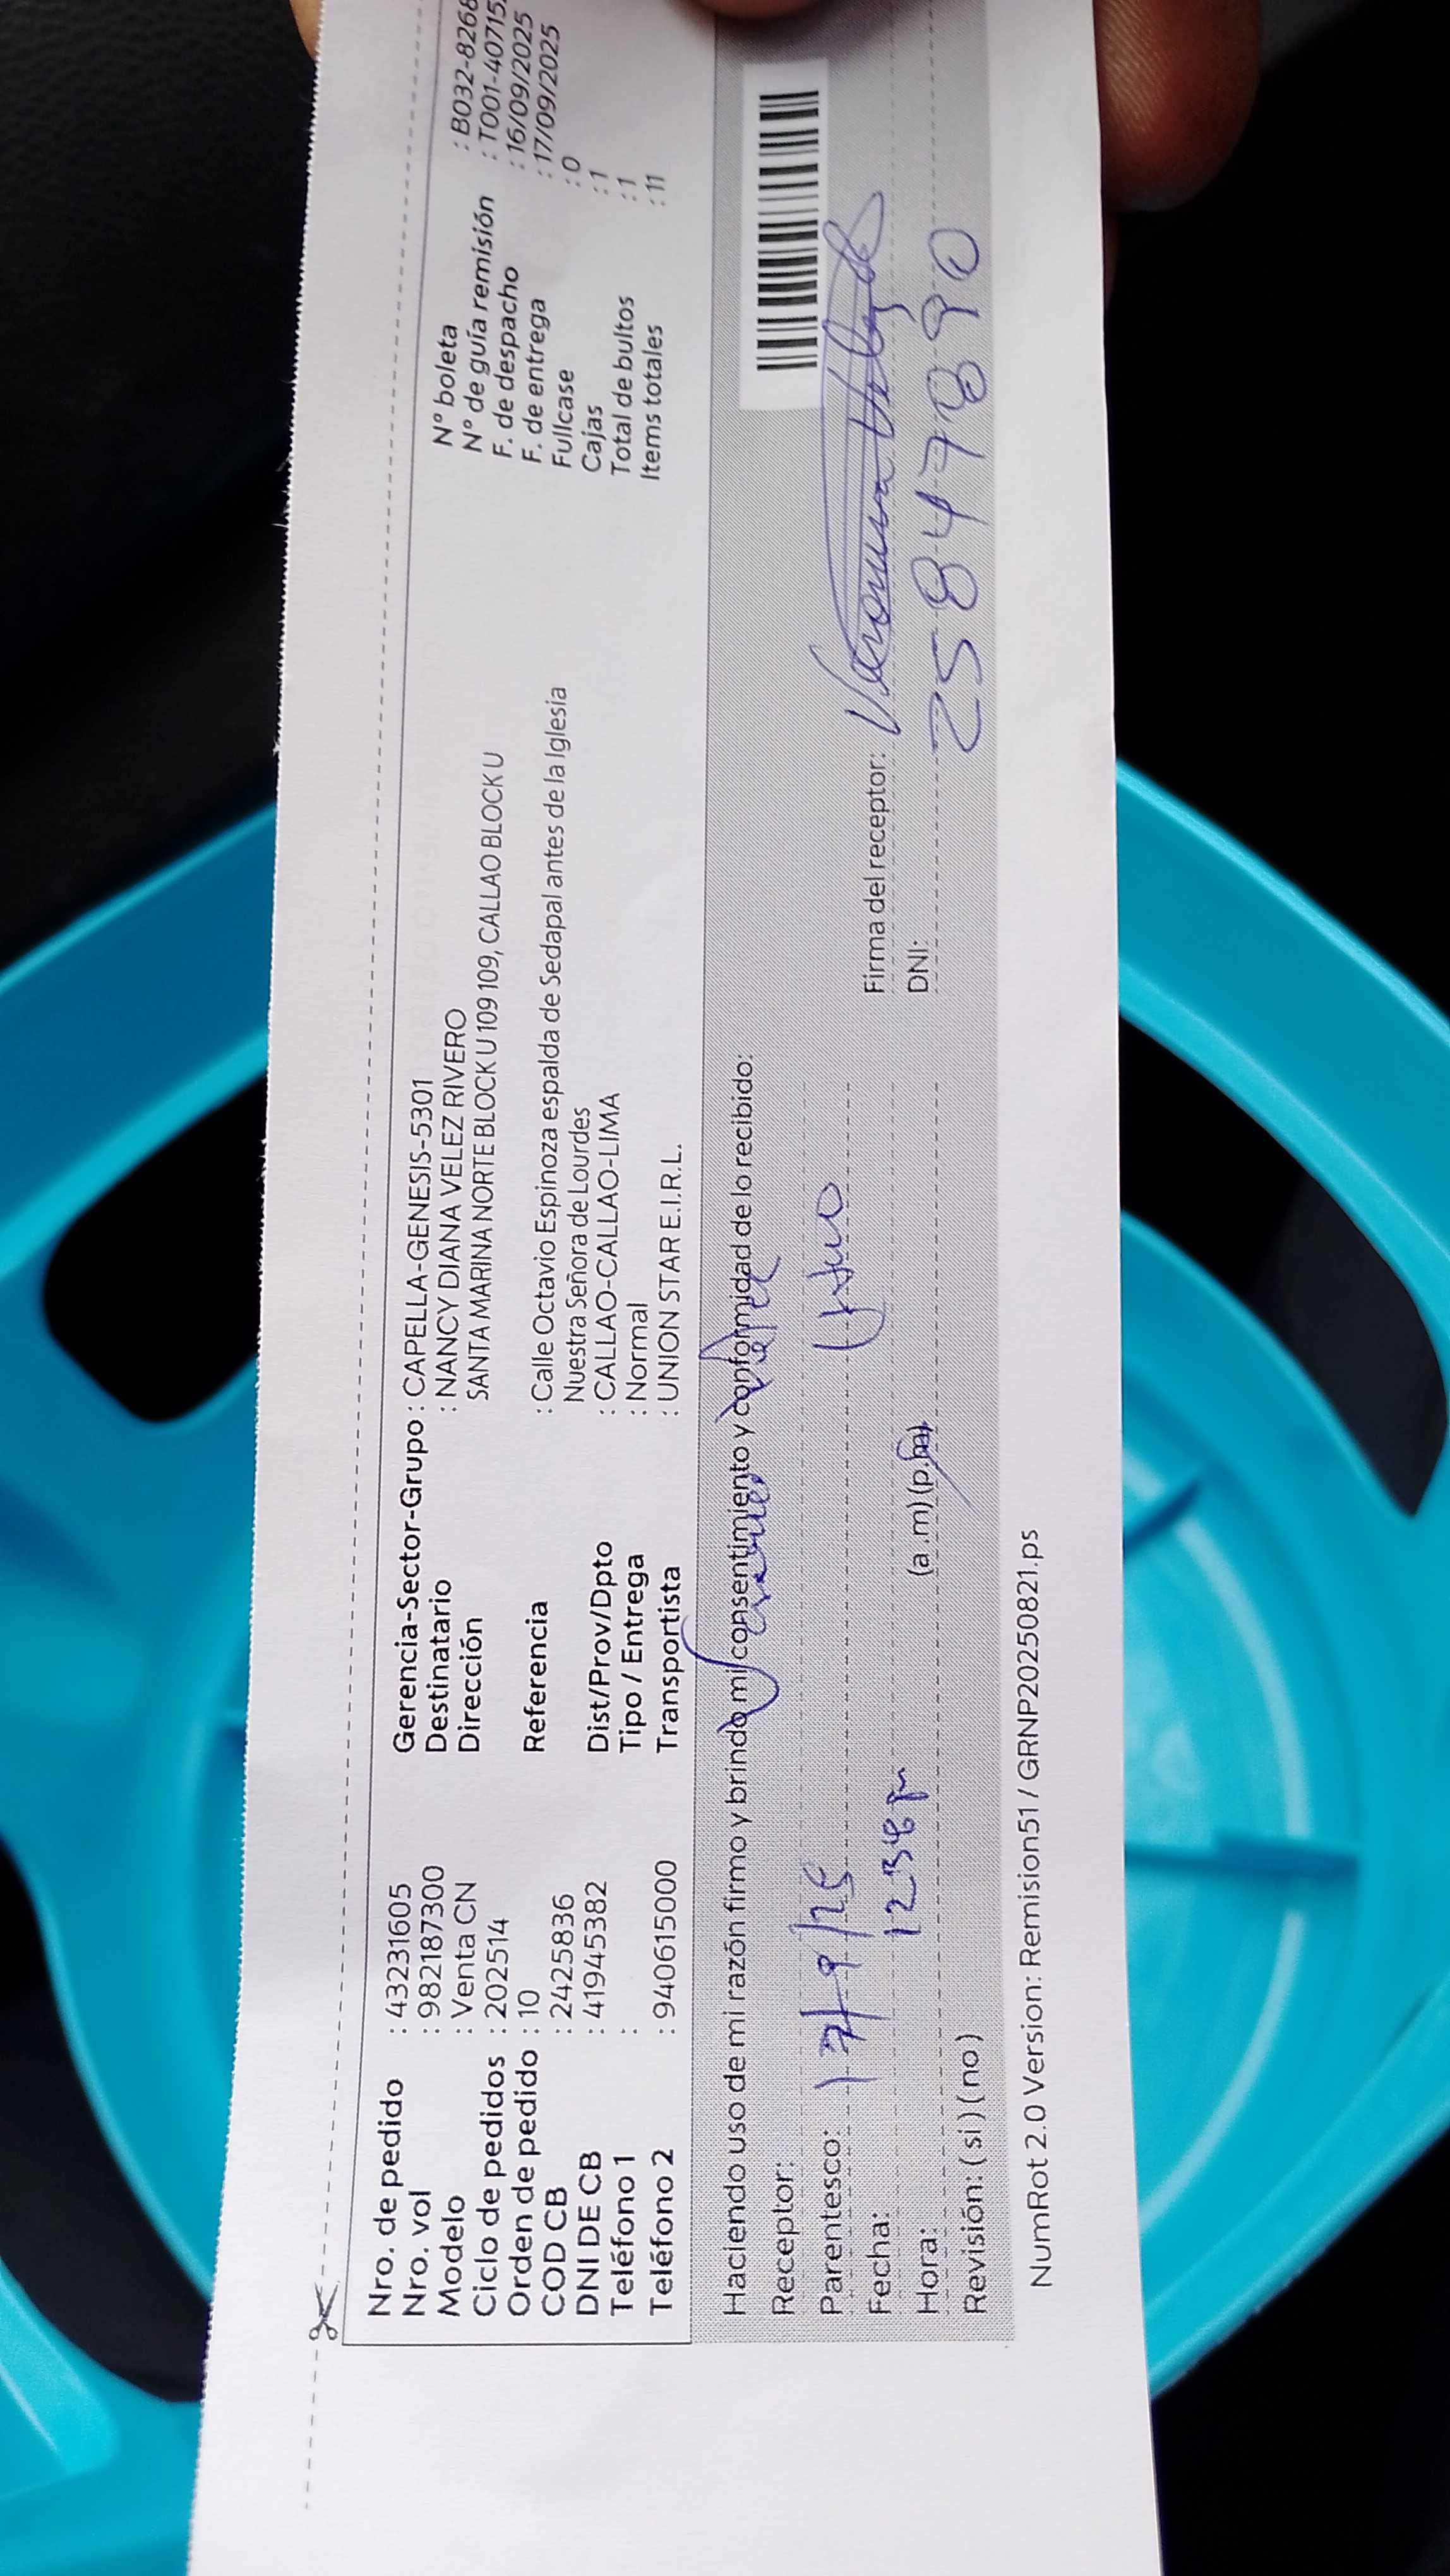 Nro. de pedido : 43231605
Nro. vol : 982187300
Modelo : Venta CN
Ciclo de pedidos : 202514
Orden de pedido : 10
COD CB : 2425836
DNI DE CB : 41945382
Teléfono 1 :
Teléfono 2 : 940615000
Gerencia-Sector-Grupo : CAPELLA-GENESIS-5301
Destinatario : NANCY DIANA VELEZ RIVERO
Dirección SANTA MARINA NORTE BLOCK U 109 109, CALLAO BLOCK U
Referencia : Calle Octavio Espinoza espalda de Sedapal antes de la Iglesia
Nuestra Señora de Lourdes
Dist/Prov/Dpto : CALLAO-CALLAO-LIMA
Tipo / Entrega : Normal
Transportista : UNION STAR E.I.R.L.
N° boleta : B032-8268
N° de guía remisión : T001-40715
F. de despacho : 16/09/2025
F. de entrega : 17/09/2025
Fullcase : 0
Cajas : 1
Total de bultos : 1
Items totales : 11
Haciendo uso de mi razón firmo y brindo mi consentimiento y conformidad de lo recibido:
Receptor:
Parentesco:
Fecha: 17/9/25
Hora: 1238 pm (a .m) (p.m)
Revisión: ( si ) ( no )
Firma del receptor:
DNI: 25847890
NumRot 2.0 Version: Remision51 / GRNP20250821.ps